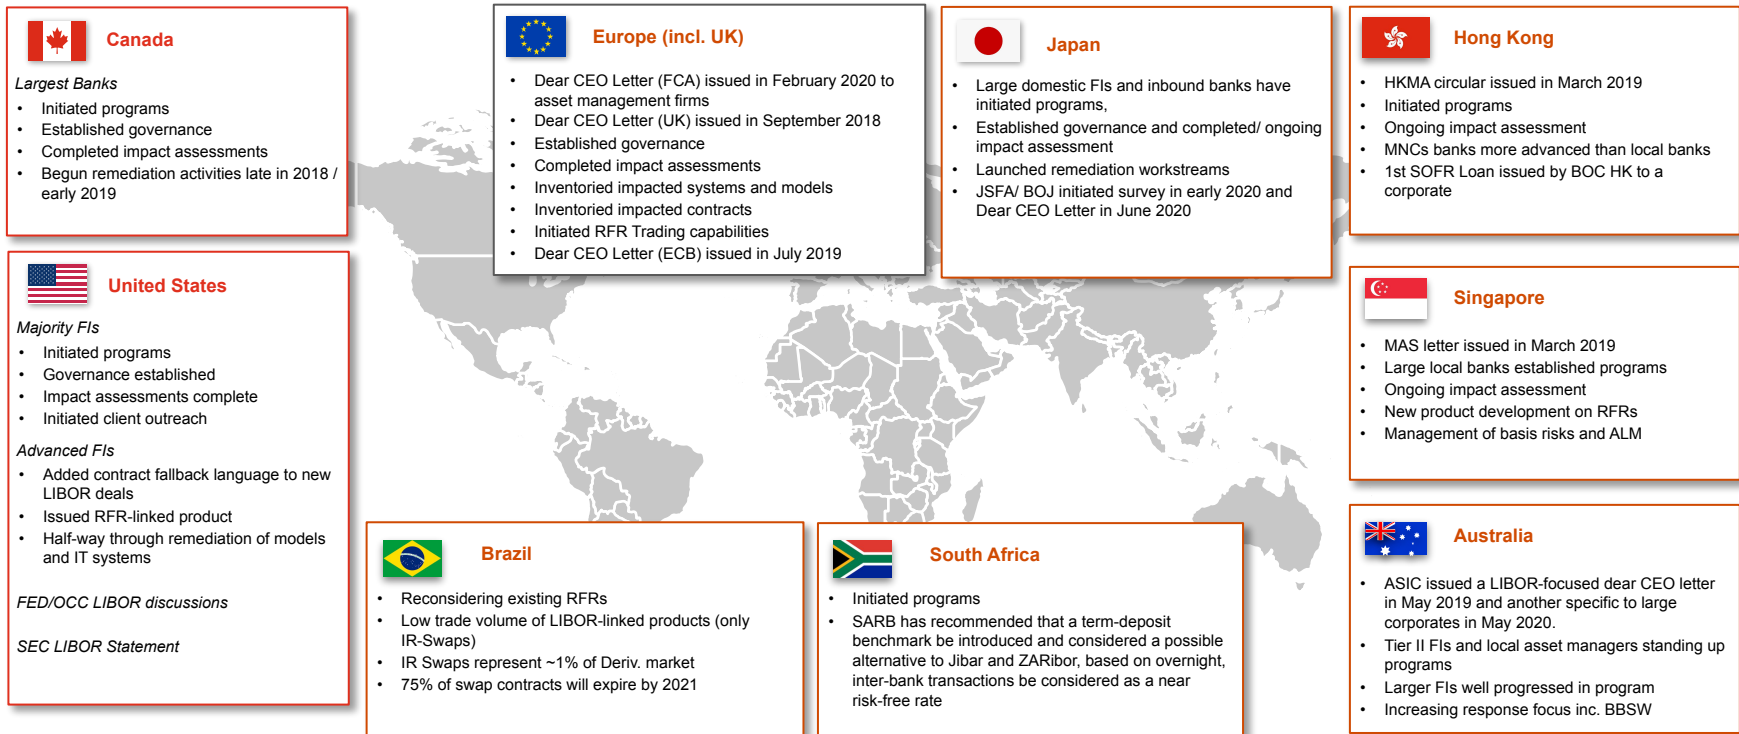 Canada
Largest Banks
• Initiated programs
• Established governance
• Completed impact assessments
• Begun remediation activities late in 2018 /
early 2019
United States
Majority FIs
• Initiated programs
• Governance established
• Impact assessments complete
• Initiated client outreach
Advanced FIs
• Added contract fallback language to new
LIBOR deals
• Issued RFR-linked product
• Half-way through remediation of models
and IT systems
FED/OCC LIBOR discussions
SEC LIBOR Statement
Europe (incl. UK)
• Dear CEO Letter (FCA) issued in February 2020 to
asset management firms
• Dear CEO Letter (UK) issued in September 2018
• Established governance
• Completed impact assessments
• Inventoried impacted systems and models
• Inventoried impacted contracts
• Initiated RFR Trading capabilities
• Dear CEO Letter (ECB) issued in July 2019
Japan
• Large domestic FIs and inbound banks have
initiated programs,
• Established governance and completed/ ongoing
impact assessment
• Launched remediation workstreams
• JSFA/ BOJ initiated survey in early 2020 and
Dear CEO Letter in June 2020
Hong Kong
• HKMA circular issued in March 2019
• Initiated programs
• Ongoing impact assessment
• MNCs banks more advanced than local banks
• 1st SOFR Loan issued by BOC HK to a
corporate
Singapore
• MAS letter issued in March 2019
• Large local banks established programs
• Ongoing impact assessment
• New product development on RFRs
• Management of basis risks and ALM
Brazil
• Reconsidering existing RFRs
• Low trade volume of LIBOR-linked products (only
IR-Swaps)
• IR Swaps represent ~1% of Deriv. market
• 75% of swap contracts will expire by 2021
South Africa
• Initiated programs
• SARB has recommended that a term-deposit
benchmark be introduced and considered a possible
alternative to Jibar and ZARibor, based on overnight,
inter-bank transactions be considered as a near
risk-free rate
Australia
• ASIC issued a LIBOR-focused dear CEO letter
in May 2019 and another specific to large
corporates in May 2020.
• Tier II FIs and local asset managers standing up
programs
• Larger FIs well progressed in program
• Increasing response focus inc. BBSW